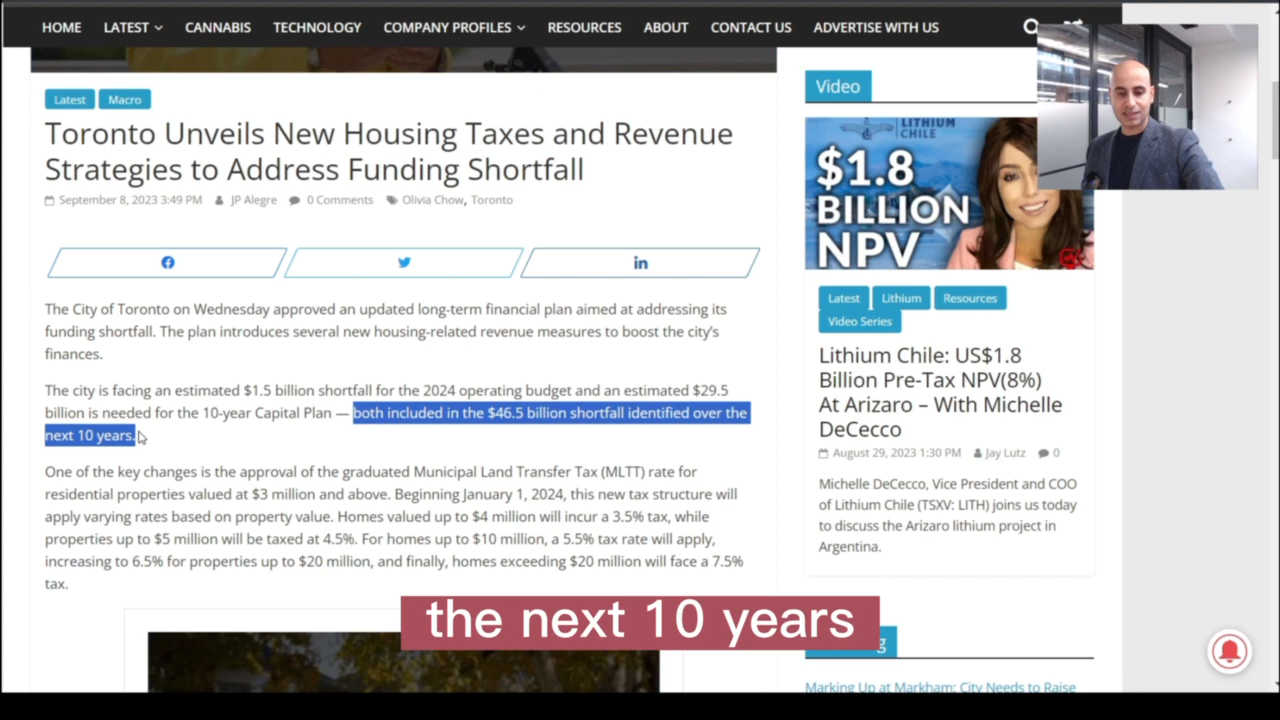 HOME LATEST CANNABIS TECHNOLOGY COMPANY PROFILES RESOURCES ABOUT CONTACT US ADVERTISE WITH US
Latest Macro
Toronto Unveils New Housing Taxes and Revenue
Strategies to Address Funding Shortfall
September 8, 2023 3:49 PM JP Alegre 0 Comments Olivia Chow, Toronto
The City of Toronto on Wednesday approved an updated long-term financial plan aimed at addressing its
funding shortfall. The plan introduces several new housing-related revenue measures to boost the city's
finances.
The city is facing an estimated $1.5 billion shortfall for the 2024 operating budget and an estimated $29.5
billion is needed for the 10-year Capital Plan — both included in the $46.5 billion shortfall identified over the
next 10 years.
One of the key changes is the approval of the graduated Municipal Land Transfer Tax (MLTT) rate for
residential properties valued at $3 million and above. Beginning January 1, 2024, this new tax structure will
apply varying rates based on property value. Homes valued up to $4 million will incur a 3.5% tax, while
properties up to $5 million will be taxed at 4.5%. For homes up to $10 million, a 5.5% tax rate will apply,
increasing to 6.5% for properties up to $20 million, and finally, homes exceeding $20 million will face a 7.5%
tax.
the next 10 years
Video
LITHIUM
CHILE
$1.8
BILLION
NPV
Latest Lithium Resources
Video Series
Lithium Chile: US$1.8
Billion Pre-Tax NPV(8%)
At Arizaro – With Michelle
DeCecco
August 29, 2023 1:30 PM Jay Lutz 0
Michelle DeCecco, Vice President and COO
of Lithium Chile (TSXV: LITH) joins us today
to discuss the Arizaro lithium project in
Argentina.
Marking Up at Markham: City Needs to Raise